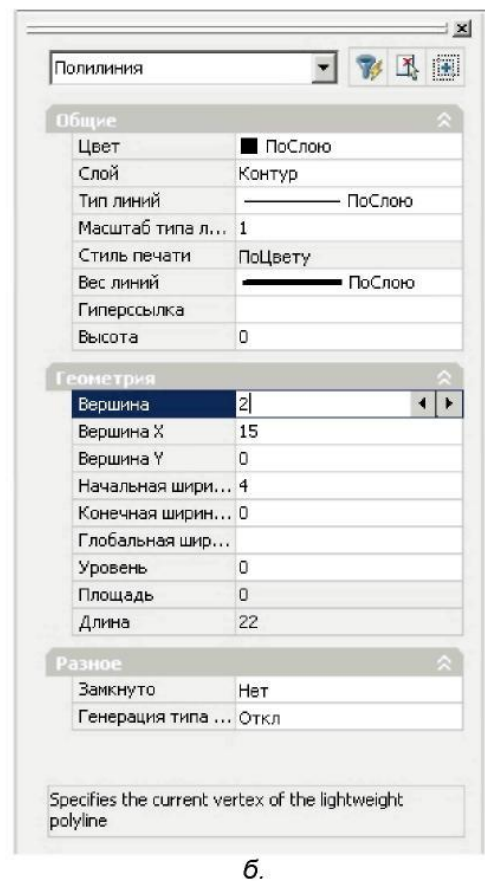 Полилиния
Общие
Цвет ПоСлою
Слой Контур
Тип линий ПоСлою
Масштаб типа л... 1
Стиль печати ПоЦвету
Вес линий ПоСлою
Гиперссылка
Высота 0
Геометрия
Вершина 2
Вершина X 15
Вершина Y 0
Начальная шири... 4
Конечная ширин... 0
Глобальная шир...
Уровень 0
Площадь 0
Длина 22
Разное
Замкнуто Нет
Генерация типа ... Откл
Specifies the current vertex of the lightweight
polyline
б.